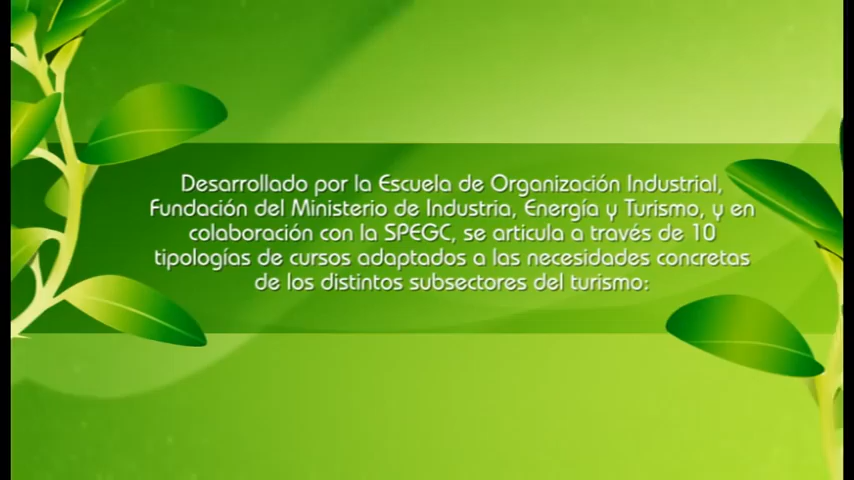 Desarrollado por la Escuela de Organización Industrial,
Fundación del Ministerio de Industria, Energía y Turismo, y en
colaboración con la SPEGC, se articula a través de 10
tipologías de cursos adaptados a las necesidades concretas
de los distintos subsectores del turismo: